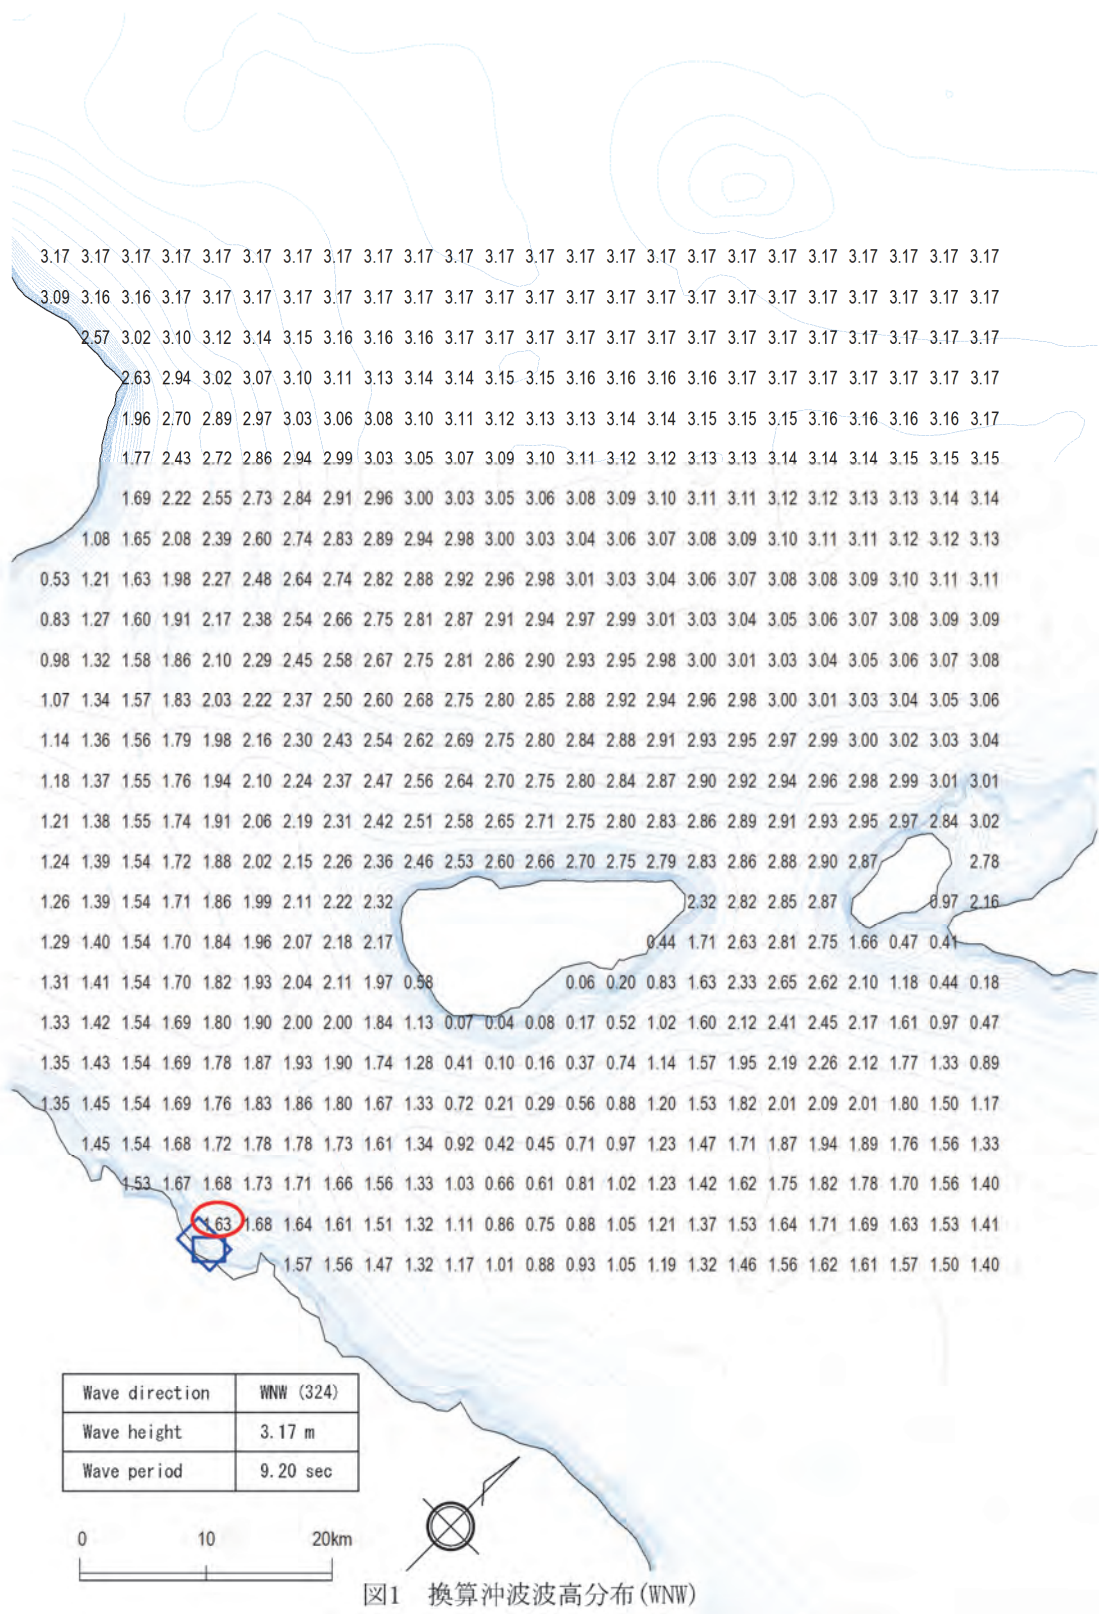 3.17 3.17 3.17 3.17 3.17 3.17 3.17 3.17 3.17 3.17 3.17 3.17 3.17 3.17 3.17 3.17 3.17 3.17 3.17 3.17 3.17 3.17 3.17 3.17
3.09 3.16 3.16 3.17 3.17 3.17 3.17 3.17 3.17 3.17 3.17 3.17 3.17 3.17 3.17 3.17 3.17 3.17 3.17 3.17 3.17 3.17 3.17 3.17
2.57 3.02 3.10 3.12 3.14 3.15 3.16 3.16 3.16 3.17 3.17 3.17 3.17 3.17 3.17 3.17 3.17 3.17 3.17 3.17 3.17 3.17 3.17
2.63 2.94 3.02 3.07 3.10 3.11 3.13 3.14 3.14 3.15 3.15 3.16 3.16 3.16 3.16 3.17 3.17 3.17 3.17 3.17 3.17 3.17
1.96 2.70 2.89 2.97 3.03 3.06 3.08 3.10 3.11 3.12 3.13 3.13 3.14 3.14 3.15 3.15 3.15 3.16 3.16 3.16 3.16 3.17
1.77 2.43 2.72 2.86 2.94 2.99 3.03 3.05 3.07 3.09 3.10 3.11 3.12 3.12 3.13 3.13 3.14 3.14 3.14 3.15 3.15 3.15
1.69 2.22 2.55 2.73 2.84 2.91 2.96 3.00 3.03 3.05 3.06 3.08 3.09 3.10 3.11 3.11 3.12 3.12 3.13 3.13 3.14 3.14
1.08 1.65 2.08 2.39 2.60 2.74 2.83 2.89 2.94 2.98 3.00 3.03 3.04 3.06 3.07 3.08 3.09 3.10 3.11 3.11 3.12 3.12 3.13
0.53 1.21 1.63 1.98 2.27 2.48 2.64 2.74 2.82 2.88 2.92 2.96 2.98 3.01 3.03 3.04 3.06 3.07 3.08 3.08 3.09 3.10 3.11 3.11
0.83 1.27 1.60 1.91 2.17 2.38 2.54 2.66 2.75 2.81 2.87 2.91 2.94 2.97 2.99 3.01 3.03 3.04 3.05 3.06 3.07 3.08 3.09 3.09
0.98 1.32 1.58 1.86 2.10 2.29 2.45 2.58 2.67 2.75 2.81 2.86 2.90 2.93 2.95 2.98 3.00 3.01 3.03 3.04 3.05 3.06 3.07 3.08
1.07 1.34 1.57 1.83 2.03 2.22 2.37 2.50 2.60 2.68 2.75 2.80 2.85 2.88 2.92 2.94 2.96 2.98 3.00 3.01 3.03 3.04 3.05 3.06
1.14 1.36 1.56 1.79 1.98 2.16 2.30 2.43 2.54 2.62 2.69 2.75 2.80 2.84 2.88 2.91 2.93 2.95 2.97 2.99 3.00 3.02 3.03 3.04
1.18 1.37 1.55 1.76 1.94 2.10 2.24 2.37 2.47 2.56 2.64 2.70 2.75 2.80 2.84 2.87 2.90 2.92 2.94 2.96 2.98 2.99 3.01 3.01
1.21 1.38 1.55 1.74 1.91 2.06 2.19 2.31 2.42 2.51 2.58 2.65 2.71 2.75 2.80 2.83 2.86 2.89 2.91 2.93 2.95 2.97 2.84 3.02
1.24 1.39 1.54 1.72 1.88 2.02 2.15 2.26 2.36 2.46 2.53 2.60 2.66 2.70 2.75 2.79 2.83 2.86 2.88 2.90 2.87 2.78
1.26 1.39 1.54 1.71 1.86 1.99 2.11 2.22 2.32 2.32 2.82 2.85 2.87 0.97 2.16
1.29 1.40 1.54 1.70 1.84 1.96 2.07 2.18 2.17 0.44 1.71 2.63 2.81 2.75 1.66 0.47 0.41
1.31 1.41 1.54 1.70 1.82 1.93 2.04 2.11 1.97 0.58 0.06 0.20 0.83 1.63 2.33 2.65 2.62 2.10 1.18 0.44 0.18
1.33 1.42 1.54 1.69 1.80 1.90 2.00 2.00 1.84 1.13 0.07 0.04 0.08 0.17 0.52 1.02 1.60 2.12 2.41 2.45 2.17 1.61 0.97 0.47
1.35 1.43 1.54 1.69 1.78 1.87 1.93 1.90 1.74 1.28 0.41 0.10 0.16 0.37 0.74 1.14 1.57 1.95 2.19 2.26 2.12 1.77 1.33 0.89
1.35 1.45 1.54 1.69 1.76 1.83 1.86 1.80 1.67 1.33 0.72 0.21 0.29 0.56 0.88 1.20 1.53 1.82 2.01 2.09 2.01 1.80 1.50 1.17
1.45 1.54 1.68 1.72 1.78 1.78 1.73 1.61 1.34 0.92 0.42 0.45 0.71 0.97 1.23 1.47 1.71 1.87 1.94 1.89 1.76 1.56 1.33
1.53 1.67 1.68 1.73 1.71 1.66 1.56 1.33 1.03 0.66 0.61 0.81 1.02 1.23 1.42 1.62 1.75 1.82 1.78 1.70 1.56 1.40
1.63 1.68 1.64 1.61 1.51 1.32 1.11 0.86 0.75 0.88 1.05 1.21 1.37 1.53 1.64 1.71 1.69 1.63 1.53 1.41
1.57 1.56 1.47 1.32 1.17 1.01 0.88 0.93 1.05 1.19 1.32 1.46 1.56 1.62 1.61 1.57 1.50 1.40
Wave direction WNW (324)
Wave height 3.17 m
Wave period 9.20 sec
0 10 20km
図1 換算沖波波高分布(WNW)